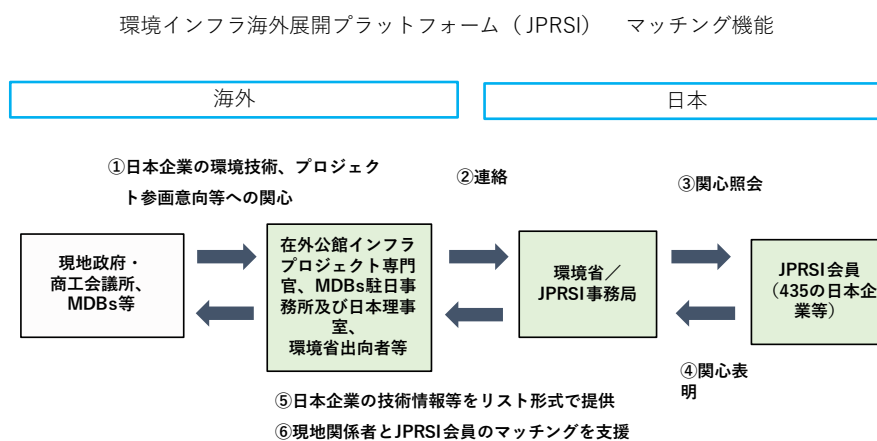 環境インフラ海外展開プラットフォーム（JPRSI）　マッチング機能
海外
日本
①日本企業の環境技術、プロジェク
ト参画意向等への関心
②連絡
③関心照会
現地政府・
商工会議所、
MDBs等
在外公館インフラ
プロジェクト専門
官、MDBs駐日事
務所及び日本理事
室、
環境省出向者等
環境省／
JPRSI事務局
JPRSI会員
（435の日本企
業等）
④関心表
明
⑤日本企業の技術情報等をリスト形式で提供
⑥現地関係者とJPRSI会員のマッチングを支援